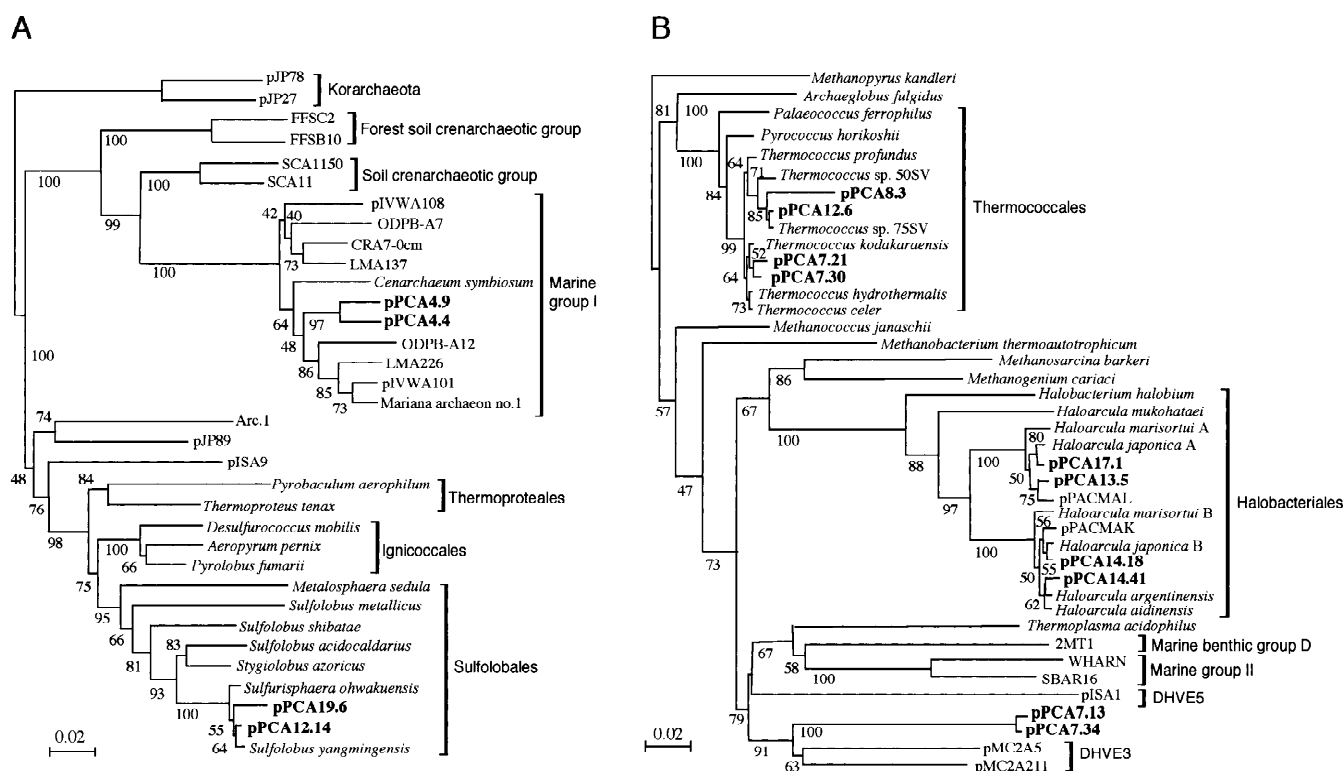 A
pJP78
pJP27
Korarchaeota
FFSC2
100
FFSB10
Forest soil crenarchaeotic group
SCA1150
100
100
SCA11
Soil crenarchaeotic group
99
pIVWA108
42
40
ODPB-A7
CRA7-0cm
73
LMA137
100
Cenarchaeum symbiosum
Marine
group I
pPCA4.9
64
97
pPCA4.4
48
ODPB-A12
100
86
LMA226
85
pIVWA101
73
Mariana archaeon no.1
74
Arc.1
pJP89
48
pISA9
76
84
Pyrobaculum aerophilum
Thermoproteales
Thermoproteus tenax
98
Desulfurococcus mobilis
100
Aeropyrum pernix
Ignicoccales
66
Pyrolobus fumarii
75
Metalosphaera sedula
95
Sulfolobus metallicus
66
Sulfolobus shibatae
81
83
Sulfolobus acidocaldarius
Stygiolobus azoricus
Sulfolobales
93
Sulfurisphaera ohwakuensis
100
pPCA19.6
55
pPCA12.14
64
Sulfolobus yangmingensis
0.02
B
Methanopyrus kandleri
81
Archaeglobus fulgidus
100
Palaeococcus ferrophilus
Pyrococcus horikoshii
100
64
Thermococcus profundus
71
Thermococcus sp. 50SV
84
pPCA8.3
85
pPCA12.6
Thermococcales
Thermococcus sp. 75SV
99
Thermococcus kodakaraensis
52
pPCA7.21
64
pPCA7.30
Thermococcus hydrothermalis
73
Thermococcus celer
Methanococcus janaschii
Methanobacterium thermoautotrophicum
57
Methanosarcina barkeri
86
Methanogenium cariaci
67
Halobacterium halobium
100
Haloarcula mukohataei
88
Haloarcula marisortui A
80
Haloarcula japonica A
100
pPCA17.1
50
pPCA13.5
47
75
pPACMAL
97
Haloarcula marisortui B
Halobacteriales
56
pPACMAK
100
Haloarcula japonica B
73
55
pPCA14.18
50
pPCA14.41
62
Haloarcula argentinensis
Haloarcula aidinensis
Thermoplasma acidophilus
67
2MT1
Marine benthic group D
58
WHARN
100
SBAR16
Marine group II
pISA1
DHVE5
79
pPCA7.13
100
pPCA7.34
91
pMC2A5
63
pMC2A211
DHVE3
0.02